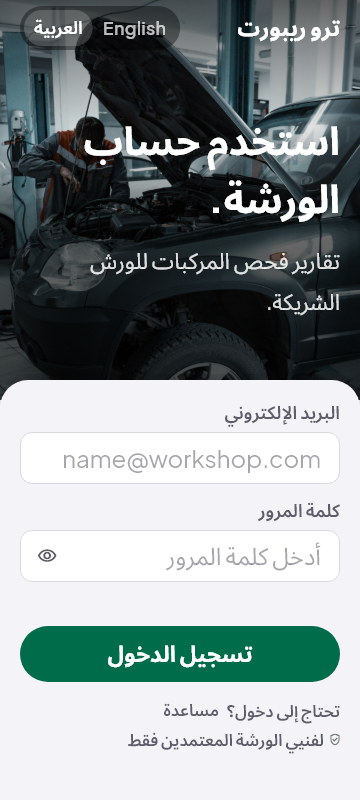 ترو ريبورت
العربية English
استخدم حساب
الورشة.
تقارير فحص المركبات للورش
الشريكة.
البريد الإلكتروني
name@workshop.com
كلمة المرور
أدخل كلمة المرور
تسجيل الدخول
تحتاج إلى دخول؟ مساعدة
لفنيي الورشة المعتمدين فقط